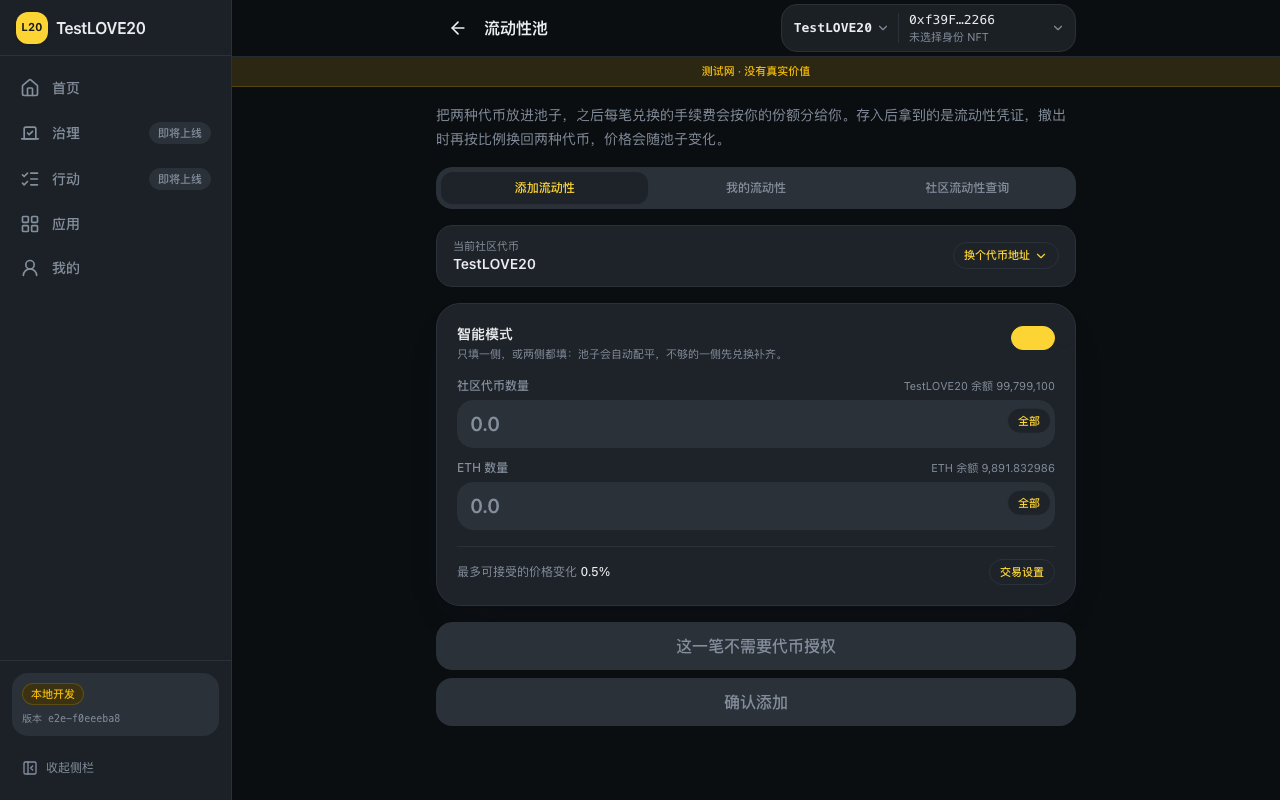 L20 TestLOVE20
首页
治理 即将上线
行动 即将上线
应用
我的
本地开发
版本 e2e-f0eeeba8
收起侧栏
流动性池
TestLOVE20
0xf39F…2266
未选择身份 NFT
测试网 · 没有真实价值
把两种代币放进池子，之后每笔兑换的手续费会按你的份额分给你。存入后拿到的是流动性凭证，撤出
时再按比例换回两种代币，价格会随池子变化。
添加流动性 我的流动性 社区流动性查询
当前社区代币
TestLOVE20
换个代币地址
智能模式
只填一侧，或两侧都填：池子会自动配平，不够的一侧先兑换补齐。
社区代币数量 TestLOVE20 余额 99,799,100
0.0 全部
ETH 数量 ETH 余额 9,891.832986
0.0 全部
最多可接受的价格变化 0.5% 交易设置
这一笔不需要代币授权
确认添加